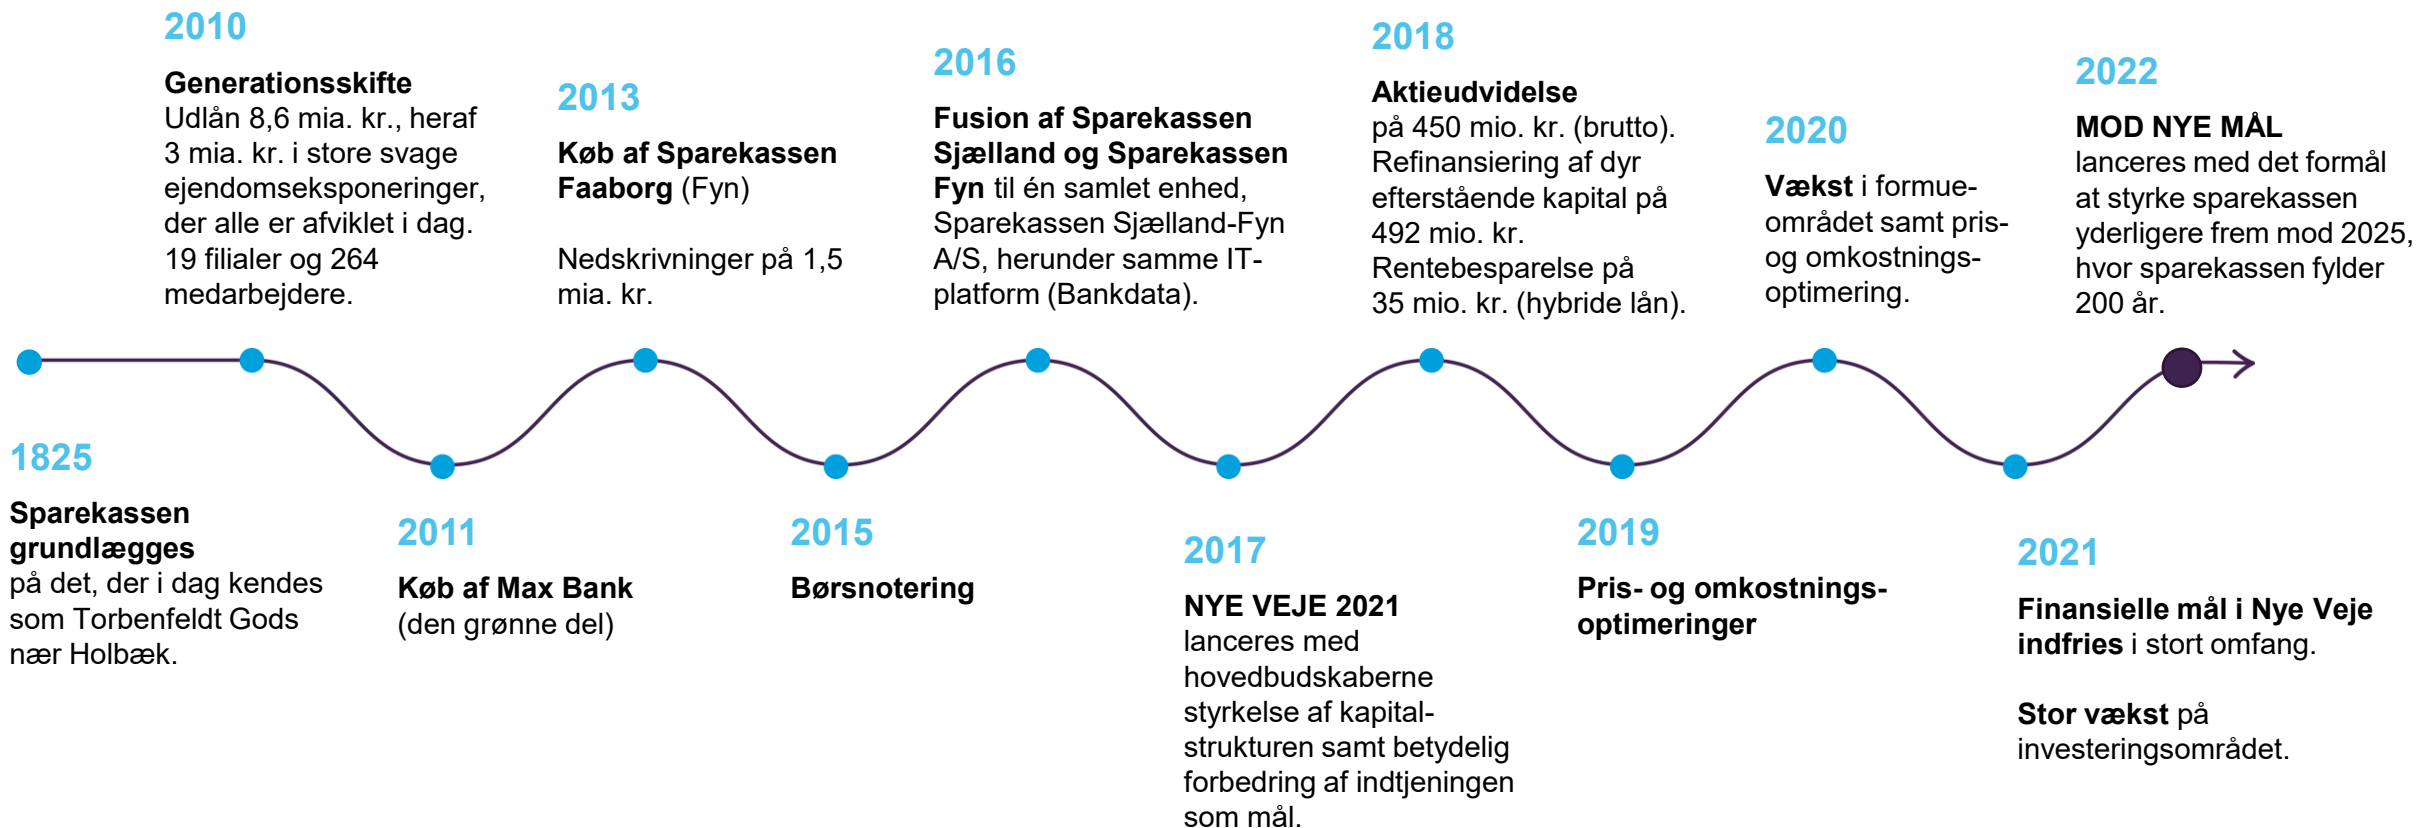 2010
Generationsskifte
Udlån 8,6 mia. kr., heraf
3 mia. kr. i store svage
ejendomseksponeringer,
der alle er afviklet i dag.
19 filialer og 264
medarbejdere.
2013
Køb af Sparekassen
Faaborg (Fyn)
Nedskrivninger på 1,5
mia. kr.
2016
Fusion af Sparekassen
Sjælland og Sparekassen
Fyn til én samlet enhed,
Sparekassen Sjælland-Fyn
A/S, herunder samme IT-
platform (Bankdata).
2018
Aktieudvidelse
på 450 mio. kr. (brutto).
Refinansiering af dyr
efterstående kapital på
492 mio. kr.
Rentebesparelse på
35 mio. kr. (hybride lån).
2020
Vækst i formue-
området samt pris-
og omkostnings-
optimering.
2022
MOD NYE MÅL
lanceres med det formål
at styrke sparekassen
yderligere frem mod 2025,
hvor sparekassen fylder
200 år.
1825
Sparekassen
grundlægges
på det, der i dag kendes
som Torbenfeldt Gods
nær Holbæk.
2011
Køb af Max Bank
(den grønne del)
2015
Børsnotering
2017
NYE VEJE 2021
lanceres med
hovedbudskaberne
styrkelse af kapital-
strukturen samt betydelig
forbedring af indtjeningen
som mål.
2019
Pris- og omkostnings-
optimeringer
2021
Finansielle mål i Nye Veje
indfries i stort omfang.
Stor vækst på
investeringsområdet.